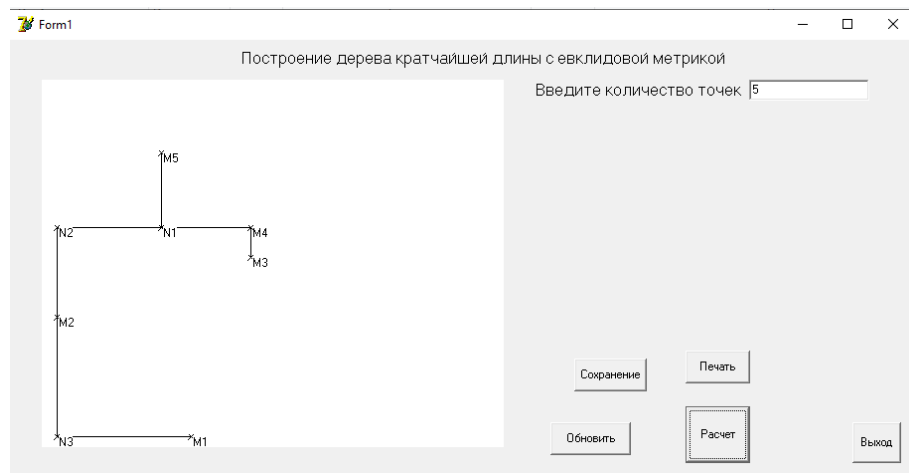 Form1
Построение дерева кратчайшей длины с евклидовой метрикой
Введите количество точек 5
M5
N2 N1 M4
M3
M2
N3 M1
Сохранение
Печать
Обновить
Расчет
Выход